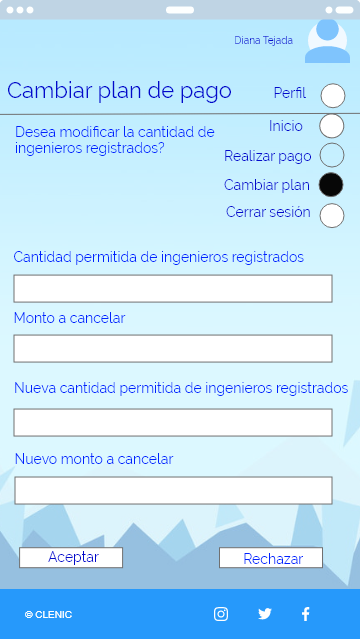 Diana Tejada
Cambiar plan de pago
Perfil
Inicio
Desea modificar la cantidad de
ingenieros registrados?
Realizar pago
Cambiar plan
Cerrar sesión
Cantidad permitida de ingenieros registrados
Monto a cancelar
Nueva cantidad permitida de ingenieros registrados
Nuevo monto a cancelar
Aceptar
Rechazar
© CLENIC